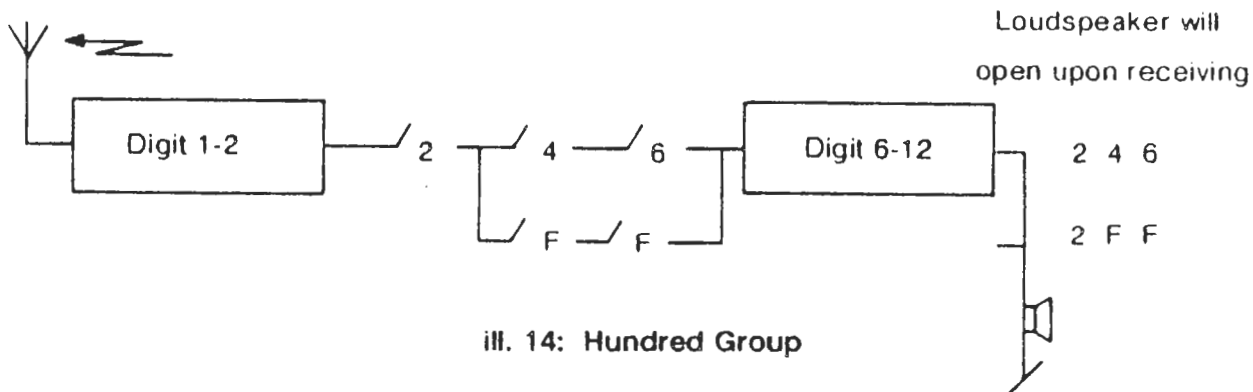 Loudspeaker will
open upon receiving
Digit 1-2
2
4
6
Digit 6-12
2 4 6
F
F
2 F F
ill. 14: Hundred Group